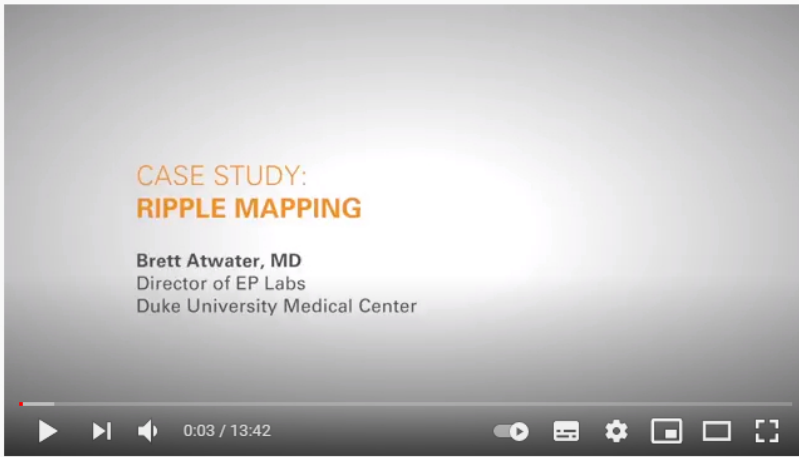 CASE STUDY:
RIPPLE MAPPING
Brett Atwater, MD
Director of EP Labs
Duke University Medical Center
0:03 / 13:42